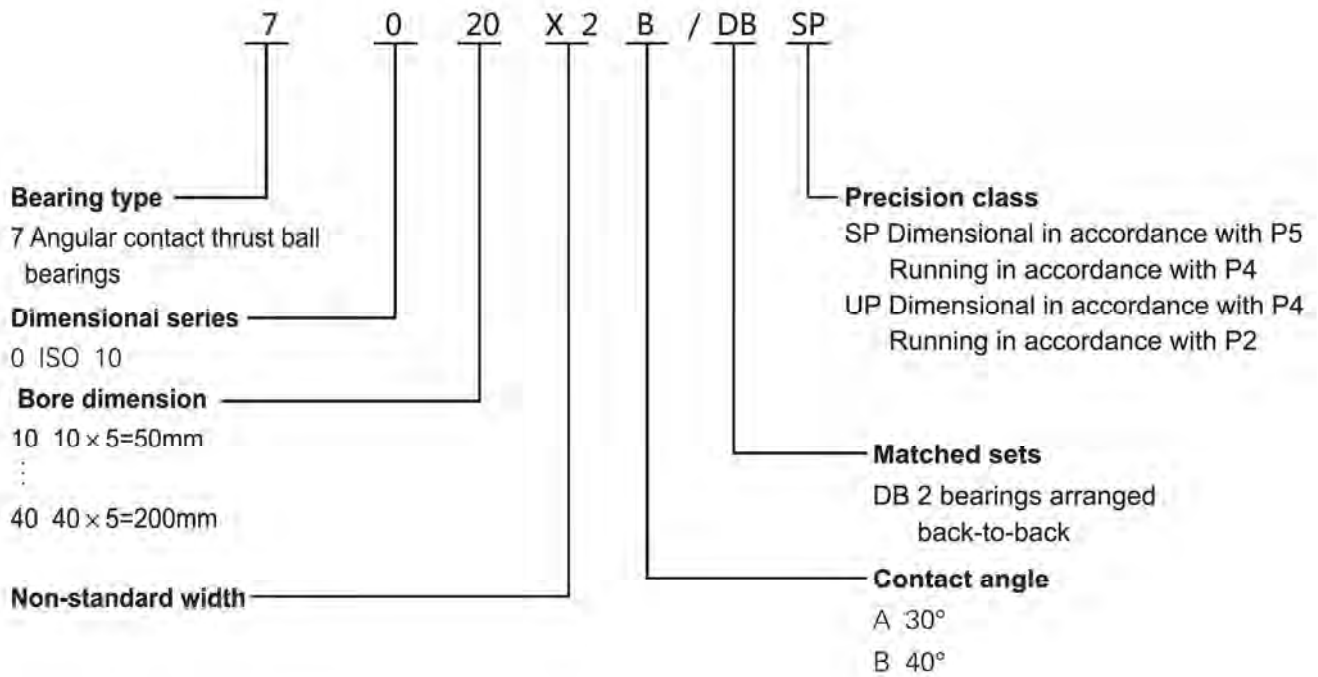 7 0 20 X 2 B / DB SP
Bearing type
7 Angular contact thrust ball
bearings
Dimensional series
0 ISO 10
Bore dimension
10 10 × 5=50mm
⋮
40 40 × 5=200mm
Non-standard width
Precision class
SP Dimensional in accordance with P5
Running in accordance with P4
UP Dimensional in accordance with P4
Running in accordance with P2
Matched sets
DB 2 bearings arranged
back-to-back
Contact angle
A 30°
B 40°